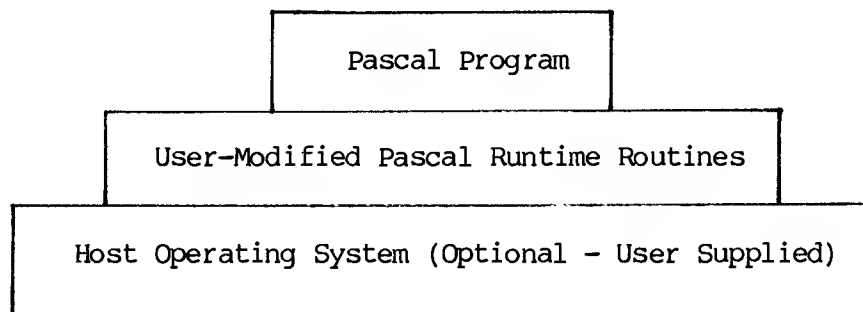 Pascal Program
User-Modified Pascal Runtime Routines
Host Operating System (Optional - User Supplied)